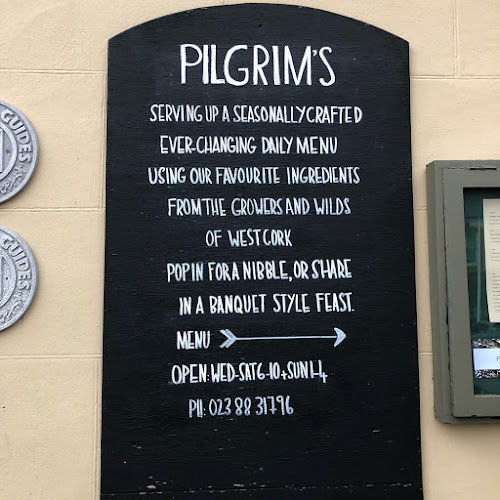 PILGRIM'S
SERVING UP A SEASONALLY CRAFTED
EVER-CHANGING DAILY MENU
USING OUR FAVOURITE INGREDIENTS
FROM THE GROWERS AND WILDS
OF WEST CORK
POP IN FOR A NIBBLE, OR SHARE
IN A BANQUET STYLE FEAST.
MENU
OPEN: WED-SAT 6-10 + SUN 1-4
PH: 023 88 31796
GUIDES
GUIDES